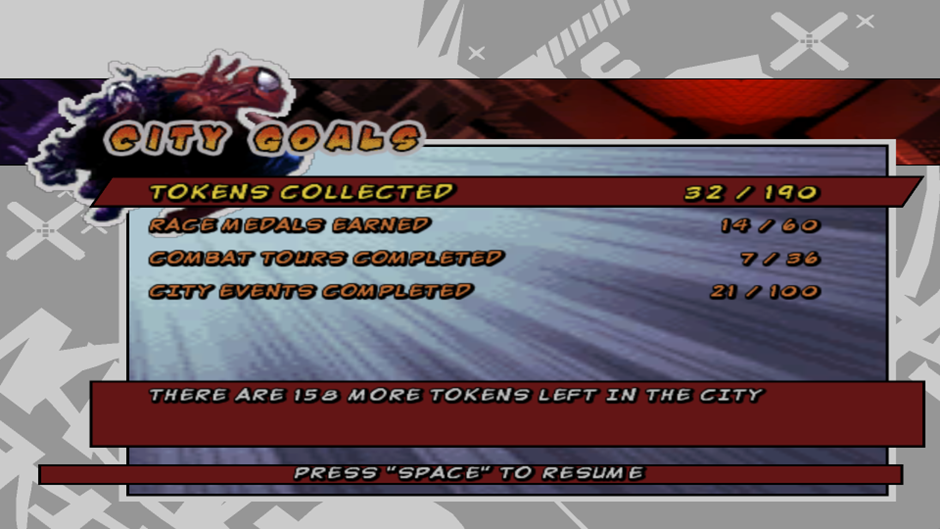 CITY GOALS
TOKENS COLLECTED 32 / 190
RACE MEDALS EARNED 14 / 60
COMBAT TOURS COMPLETED 7 / 36
CITY EVENTS COMPLETED 21 / 100
THERE ARE 158 MORE TOKENS LEFT IN THE CITY
PRESS "SPACE" TO RESUME